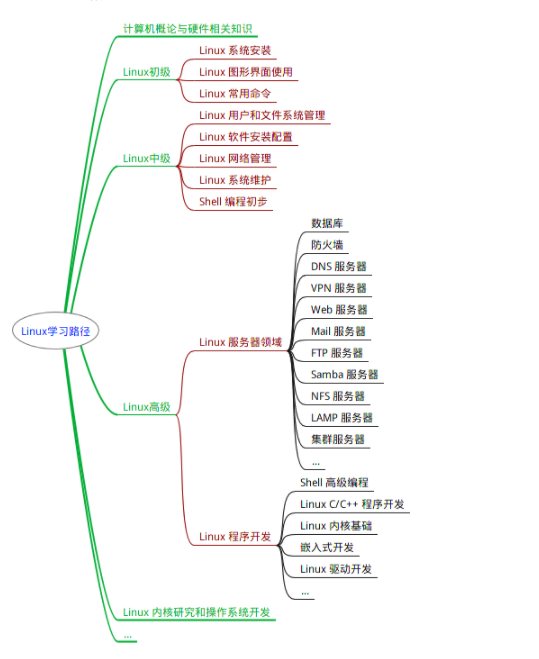 计算机概论与硬件相关知识
Linux初级
Linux 系统安装
Linux 图形界面使用
Linux 常用命令
Linux中级
Linux 用户和文件系统管理
Linux 软件安装配置
Linux 网络管理
Linux 系统维护
Shell 编程初步
Linux学习路径
Linux高级
Linux 服务器领域
数据库
防火墙
DNS 服务器
VPN 服务器
Web 服务器
Mail 服务器
FTP 服务器
Samba 服务器
NFS 服务器
LAMP 服务器
集群服务器
...
Linux 程序开发
Shell 高级编程
Linux C/C++ 程序开发
Linux 内核基础
嵌入式开发
Linux 驱动开发
...
Linux 内核研究和操作系统开发
...